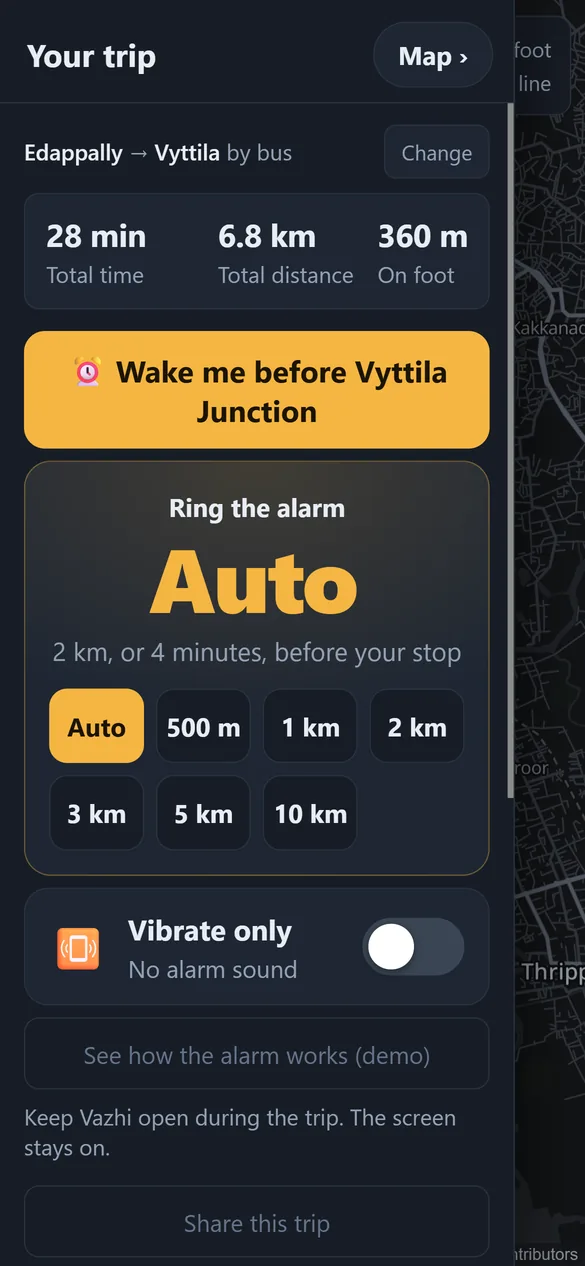 Your trip
Map ›
foot
line
Edappally → Vyttila by bus
Change
28 min
6.8 km
360 m
Total time
Total distance
On foot
Kakkanad
⏰ Wake me before Vyttila
Junction
Ring the alarm
Auto
2 km, or 4 minutes, before your stop
Auto
500 m
1 km
2 km
3 km
5 km
10 km
roor
Vibrate only
No alarm sound
Thripp
See how the alarm works (demo)
Keep Vazhi open during the trip. The screen
stays on.
Share this trip
ntributors